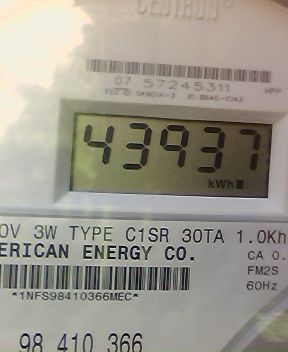 CENTRON®
07 57245311
HPP
43937
kWh
0V 3W TYPE C1SR 30TA 1.0Kh
ERICAN ENERGY CO.
CA 0.
FM2S
60Hz
*1NFS98410366MEC*
98 410 366